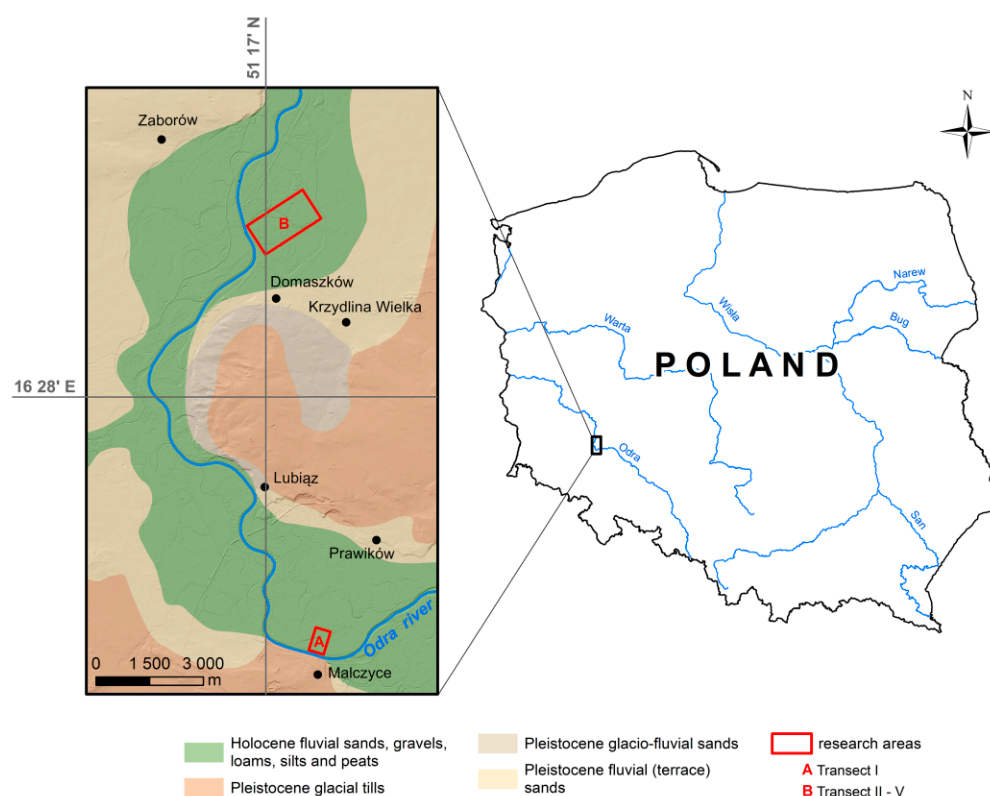 51 17' N
Zaborów
B
Domaszków
Krzydlina Wielka
16 28' E
Lubiąż
Prawików
Odra river
A
0 1 500 3 000
m
Malczyce
N
Narew
Wisła
Bug
Warta
POLAND
Odra
San
Holocene fluvial sands, gravels,
loams, silts and peats
Pleistocene glacial tills
Pleistocene glacio-fluvial sands
Pleistocene fluvial (terrace)
sands
research areas
A Transect I
B Transect II - V